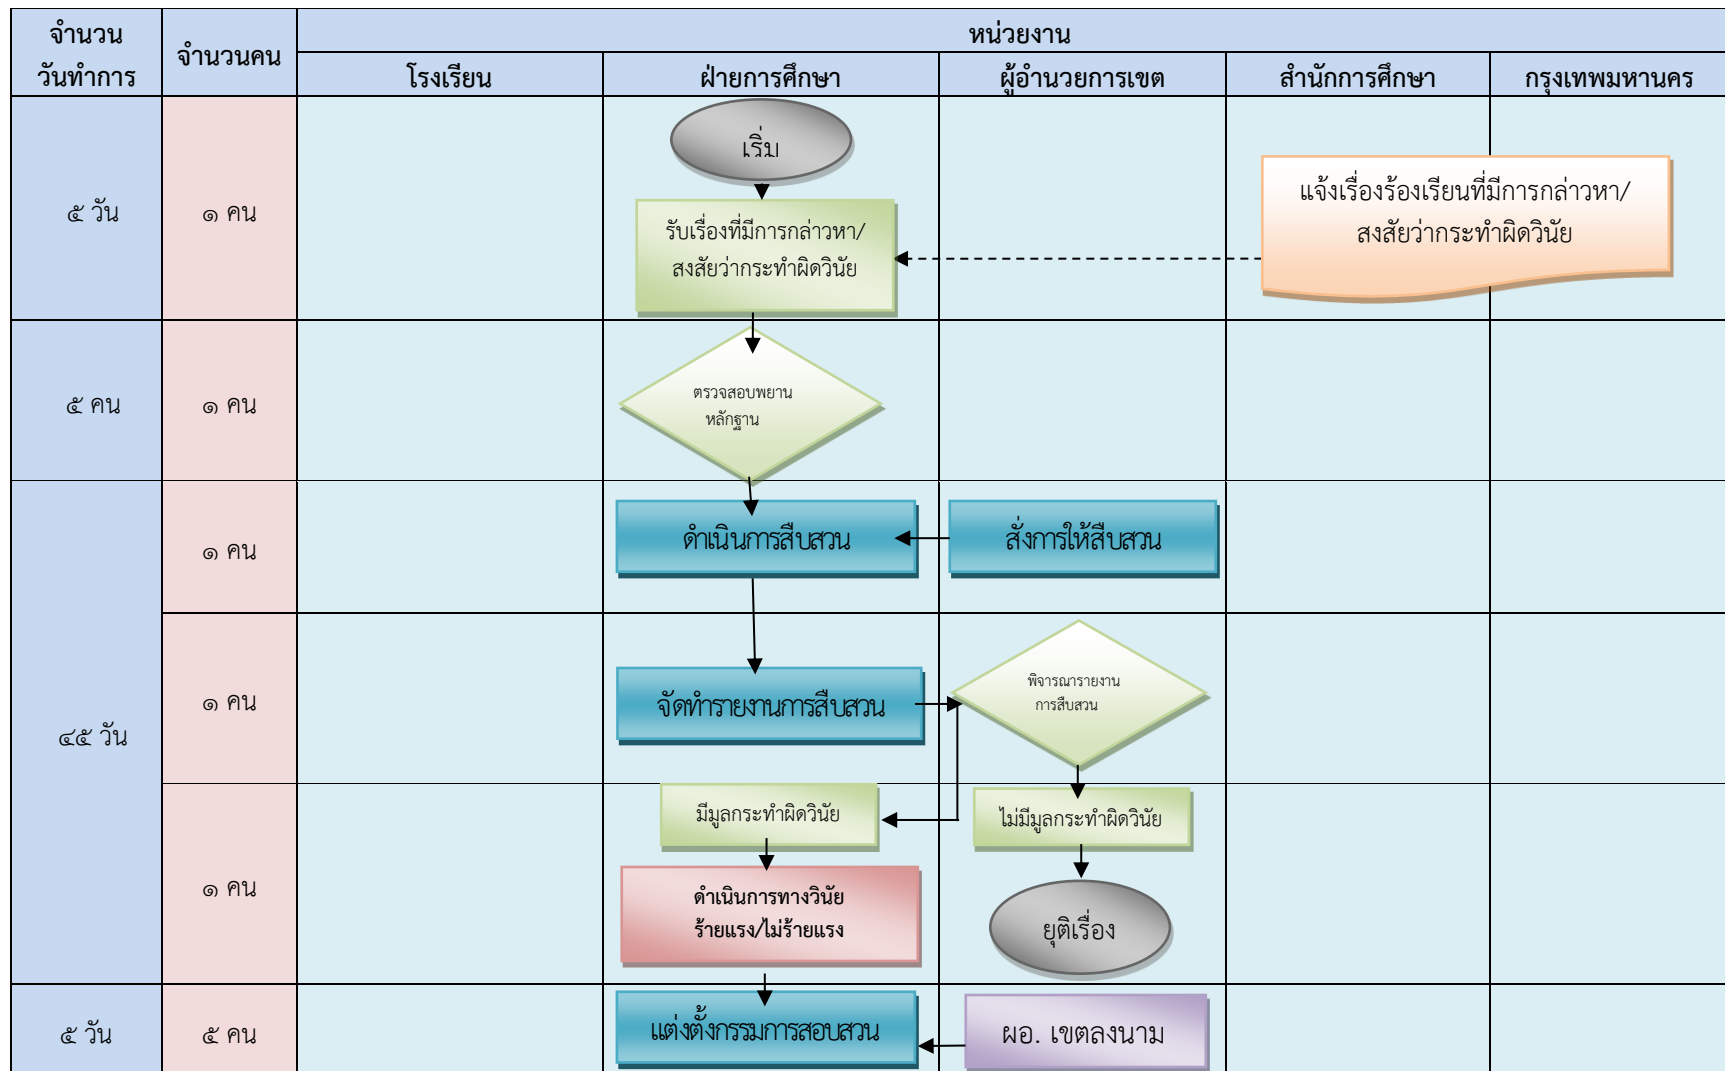 จำนวน
วันทำการ
จำนวนคน
หน่วยงาน
โรงเรียน
ฝ่ายการศึกษา
ผู้อำนวยการเขต
สำนักการศึกษา
กรุงเทพมหานคร
๕ วัน
๑ คน
เริ่ม
รับเรื่องที่มีการกล่าวหา/
สงสัยว่ากระทำผิดวินัย
แจ้งเรื่องร้องเรียนที่มีการกล่าวหา/
สงสัยว่ากระทำผิดวินัย
๕ คน
๑ คน
ตรวจสอบพยาน
หลักฐาน
๔๕ วัน
๑ คน
ดำเนินการสืบสวน
สั่งการให้สืบสวน
๑ คน
จัดทำรายงานการสืบสวน
พิจารณารายงาน
การสืบสวน
๑ คน
มีมูลกระทำผิดวินัย
ไม่มีมูลกระทำผิดวินัย
ดำเนินการทางวินัย
ร้ายแรง/ไม่ร้ายแรง
ยุติเรื่อง
๕ วัน
๕ คน
แต่งตั้งกรรมการสอบสวน
ผอ. เขตลงนาม